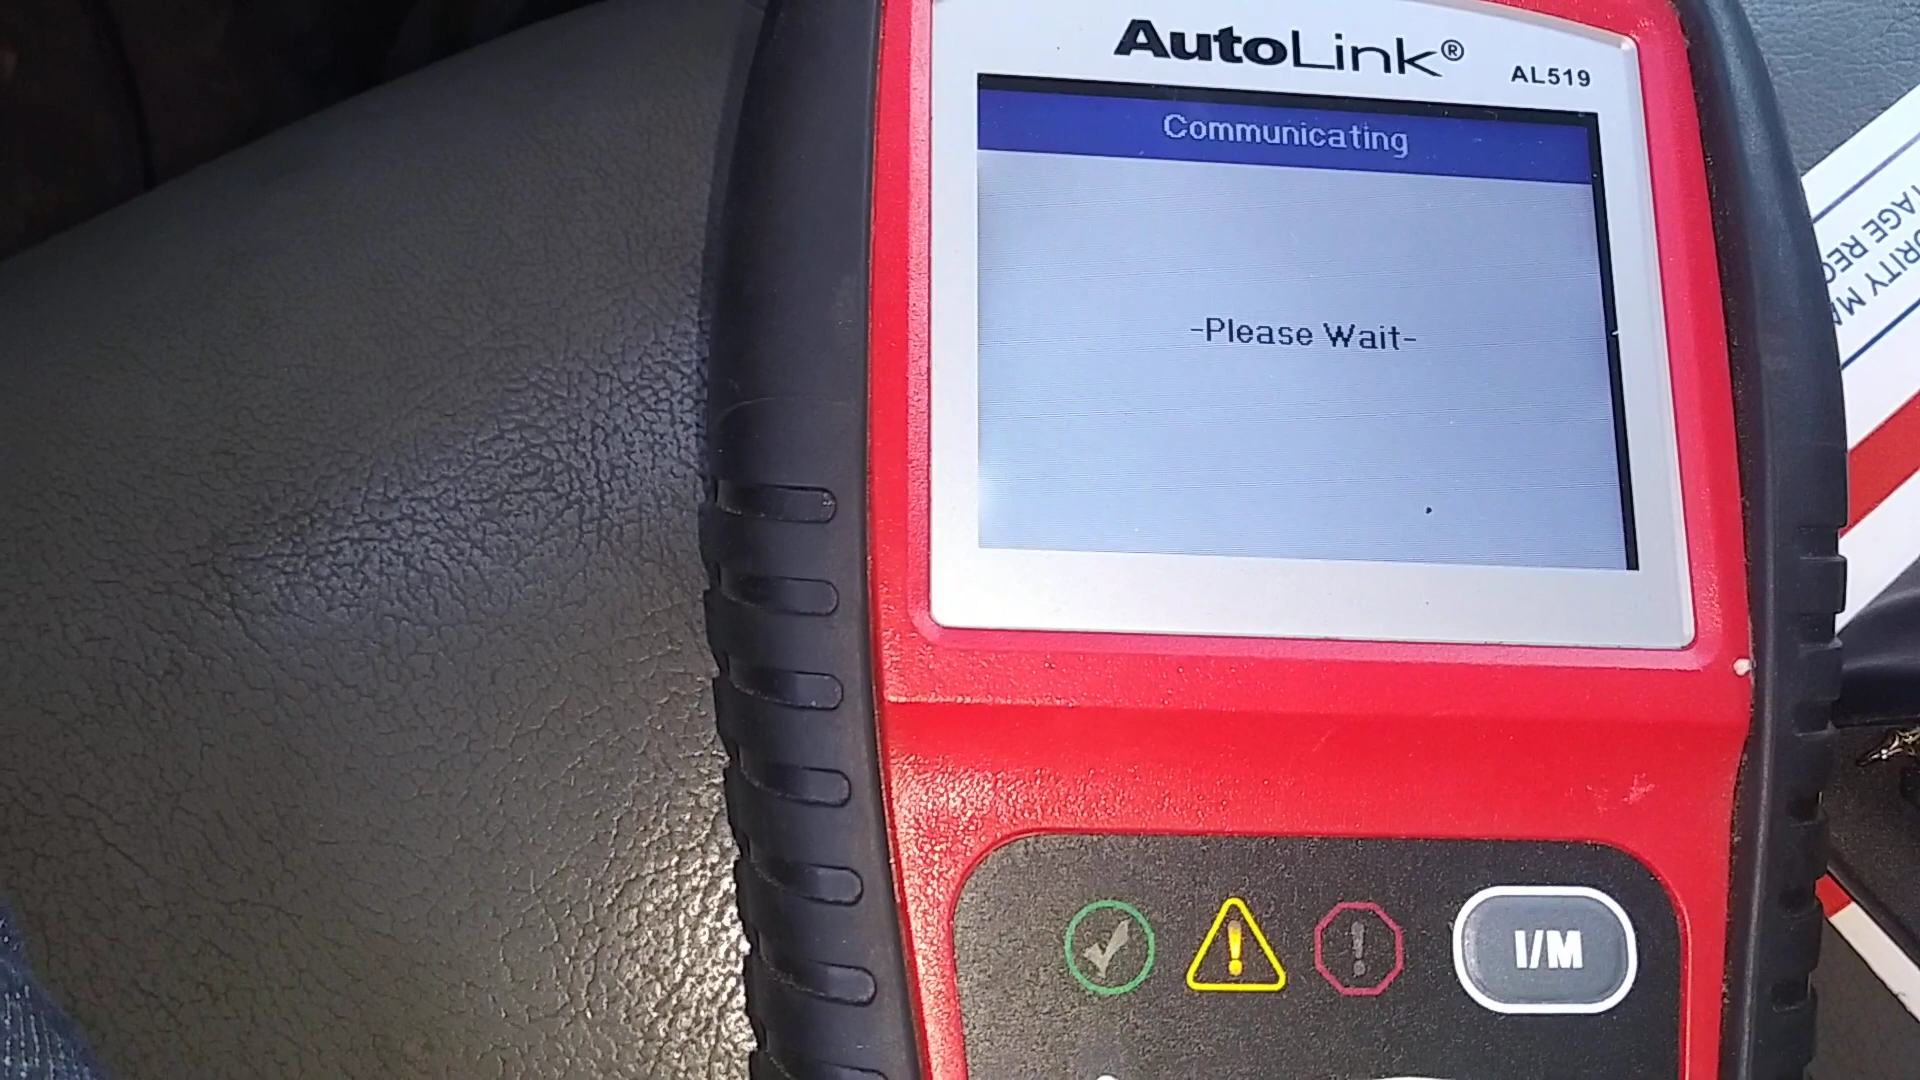 AutoLink®
AL519
Communicating
-Please Wait-
I/M